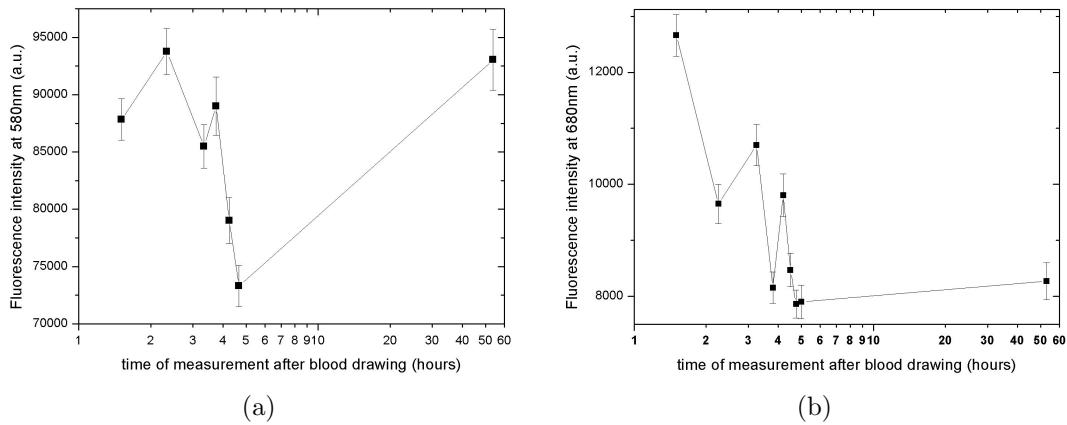 95000
90000
85000
80000
75000
70000
Fluorescence intensity at 580nm (a.u.)
1 2 3 4 5 6 7 8 9 10 20 30 40 50 60
time of measurement after blood drawing (hours)
(a)
12000
10000
8000
Fluorescence intensity at 680nm (a.u.)
1 2 3 4 5 6 7 8 9 10 20 30 40 50 60
time of measurement after blood drawing (hours)
(b)